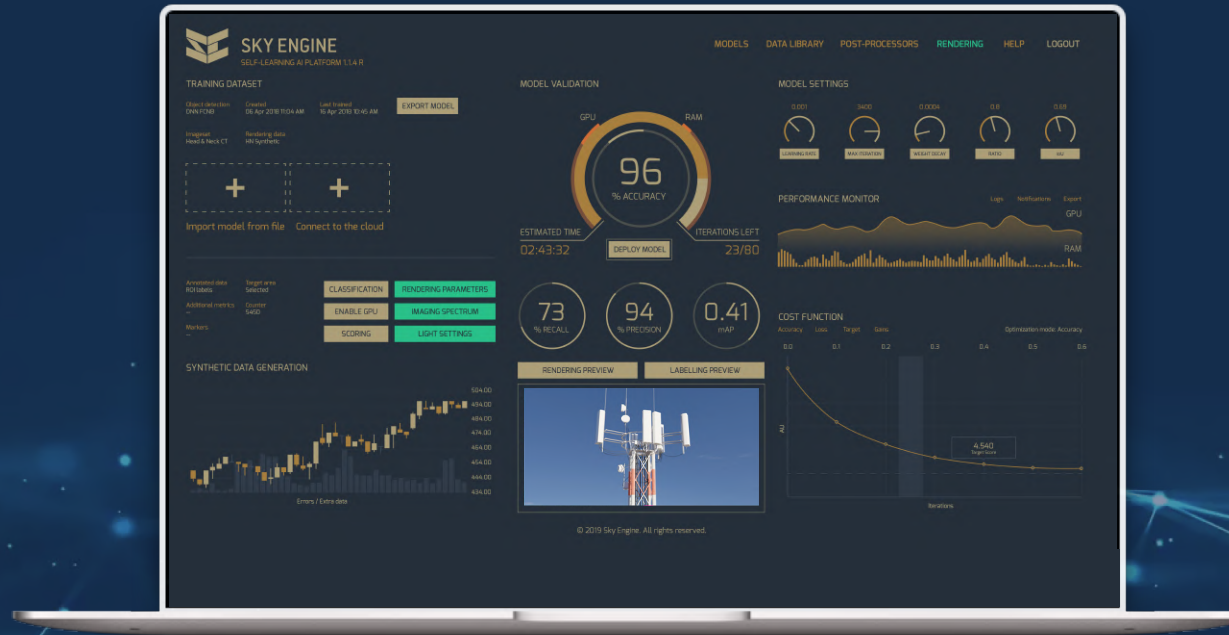 SKY ENGINE
SELF-LEARNING AI PLATFORM 1.1.4 R
MODELS DATA LIBRARY POST-PROCESSORS RENDERING HELP LOGOUT
TRAINING DATASET
Object detection Created Last trained
DNN FCN8 06 Apr 2018 11:04 AM 16 Apr 2018 10:45 AM
EXPORT MODEL
Imageset Rendering data
Head & Neck CT HN Synthetic
+ +
Import model from file Connect to the cloud
Annotated data Target area
ROI labels Selected
Additional metrics Counter
-- 5450
Markers
--
CLASSIFICATION RENDERING PARAMETERS
ENABLE GPU IMAGING SPECTRUM
SCORING LIGHT SETTINGS
SYNTHETIC DATA GENERATION
504.00
494.00
484.00
474.00
464.00
454.00
444.00
434.00
Errors / Extra data
MODEL VALIDATION
GPU RAM
96
% ACCURACY
ESTIMATED TIME ITERATIONS LEFT
02:43:32 DEPLOY MODEL 23/80
73 94 0.41
% RECALL % PRECISION mAP
RENDERING PREVIEW LABELLING PREVIEW
© 2019 Sky Engine. All rights reserved.
MODEL SETTINGS
0.001 3400 0.0004 0.8 0.68
LEARNING RATE MAX ITERATION WEIGHT DECAY RATIO IAU
PERFORMANCE MONITOR
Logs Notifications Export
GPU
RAM
COST FUNCTION
Accuracy Loss Target Gains Optimization mode: Accuracy
0.0 0.1 0.2 0.3 0.4 0.5 0.6
AU
4.540
Target Score
Iterations